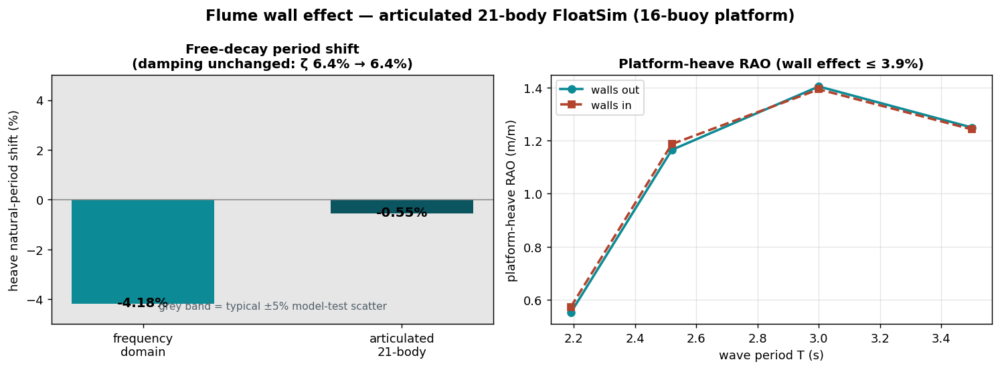 Flume wall effect — articulated 21-body FloatSim (16-buoy platform)
Free-decay period shift
(damping unchanged: ζ 6.4% → 6.4%)
heave natural-period shift (%)
4
2
0
−2
−4
-4.18%
-0.55%
grey band = typical ±5% model-test scatter
frequency
domain
articulated
21-body
Platform-heave RAO (wall effect ≤ 3.9%)
walls out
walls in
platform-heave RAO (m/m)
1.4
1.2
1.0
0.8
0.6
2.2
2.4
2.6
2.8
3.0
3.2
3.4
wave period T (s)